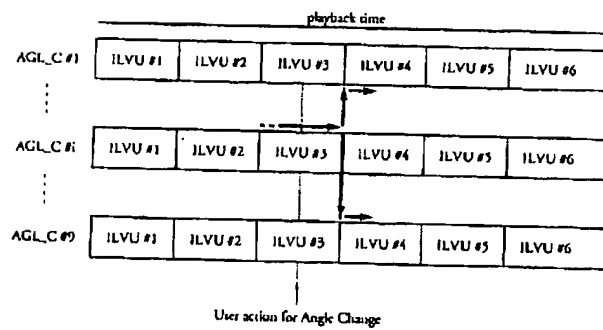 playback time
AGL_C #1 ILVU #1 ILVU #2 ILVU #3 ILVU #4 ILVU #5 ILVU #6
AGL_C #i ILVU #1 ILVU #2 ILVU #3 ILVU #4 ILVU #5 ILVU #6
AGL_C #9 ILVU #1 ILVU #2 ILVU #3 ILVU #4 ILVU #5 ILVU #6
User action for Angle Change